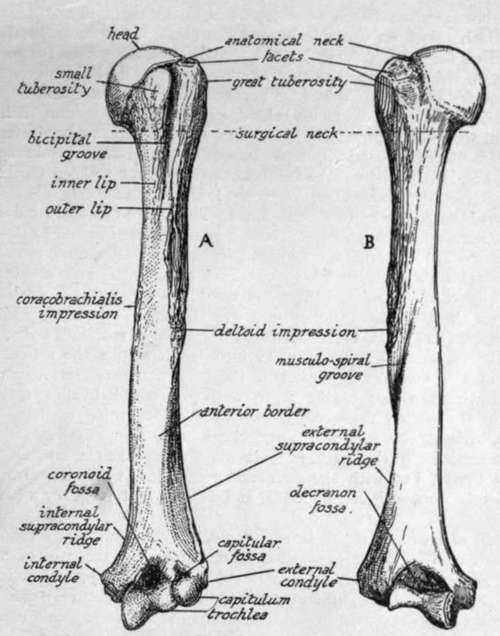 head
anatomical neck
facets
small
tuberosity
great tuberosity
surgical neck
bicipital
groove
inner lip
outer lip
A
B
coracobrachialis
impression
deltoid impression
musculo-spiral
groove
anterior border
external
supracondylar
ridge
coronoid
fossa
olecranon
fossa.
internal
supracondylar
ridge
capitular
fossa
internal
condyle
external
condyle
capitulum
trochlea